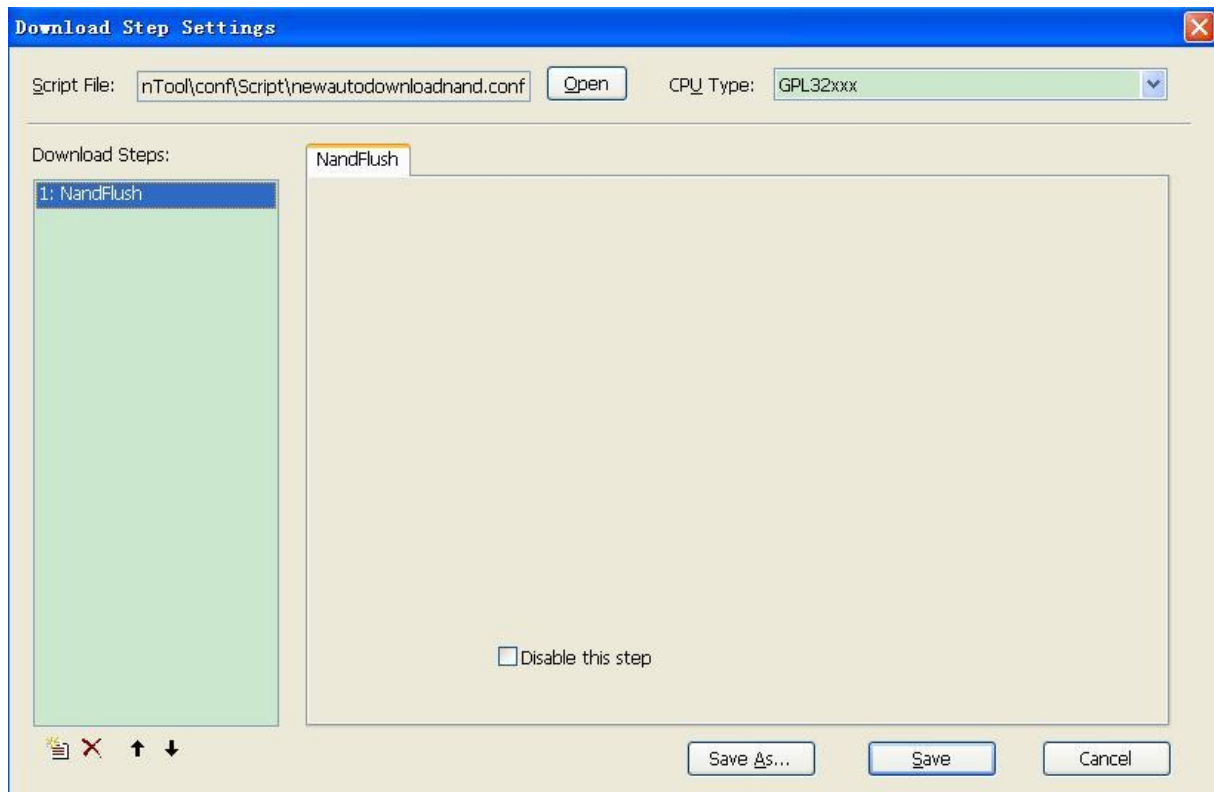 Download Step Settings
Script File: nTool\conf\Script\newautodownloadnand.conf Open CPU Type: GPL32xxx
Download Steps: NandFlush
1: NandFlush
Disable this step
Save As... Save Cancel